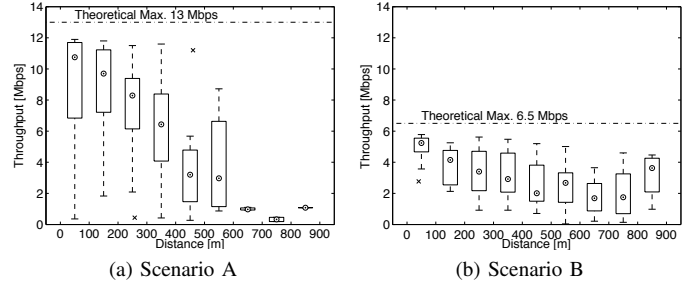 Theoretical Max. 13 Mbps
Throughput [Mbps]
14
12
10
8
6
4
2
0
0 100 200 300 400 500 600 700 800 900
Distance [m]
(a) Scenario A
Theoretical Max. 6.5 Mbps
Throughput [Mbps]
14
12
10
8
6
4
2
0
0 100 200 300 400 500 600 700 800 900
Distance [m]
(b) Scenario B